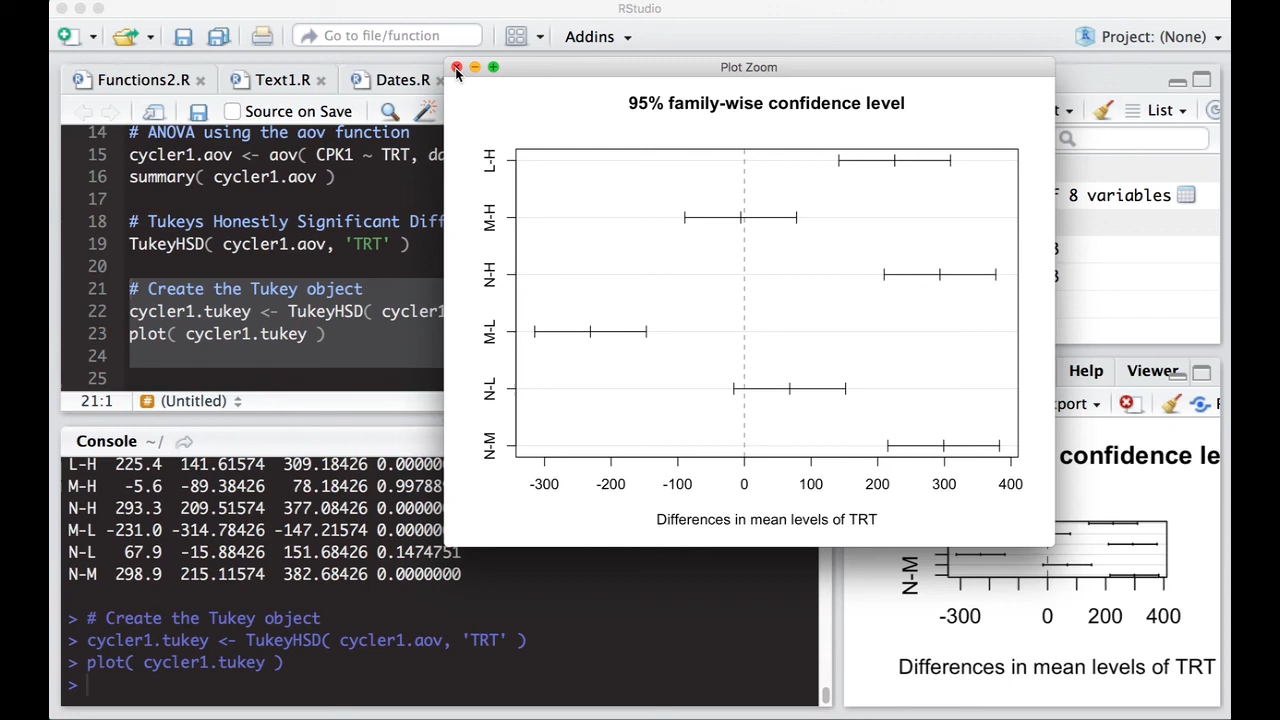 RStudio
Go to file/function
Addins
Project: (None)
Functions2.R
Text1.R
Dates.R
Source on Save
List
14 # ANOVA using the aov function
15 cycler1.aov <- aov( CPK1 ~ TRT, da
16 summary( cycler1.aov )
17
18 # Tukeys Honestly Significant Diff
19 TukeyHSD( cycler1.aov, 'TRT' )
20
21 # Create the Tukey object
22 cycler1.tukey <- TukeyHSD( cycler1
23 plot( cycler1.tukey )
24
25
21:1 (Untitled)
8 variables
Plot Zoom
95% family-wise confidence level
L-H
M-H
N-H
M-L
N-L
N-M
-300 -200 -100 0 100 200 300 400
Differences in mean levels of TRT
Console ~/
L-H 225.4 141.61574 309.18426 0.000000
M-H -5.6 -89.38426 78.18426 0.997889
N-H 293.3 209.51574 377.08426 0.000000
M-L -231.0 -314.78426 -147.21574 0.000000
N-L 67.9 -15.88426 151.68426 0.1474751
N-M 298.9 215.11574 382.68426 0.0000000
> # Create the Tukey object
> cycler1.tukey <- TukeyHSD( cycler1.aov, 'TRT' )
> plot( cycler1.tukey )
>
Help
Viewer
port
confidence le
N-M
-300 0 200 400
Differences in mean levels of TRT